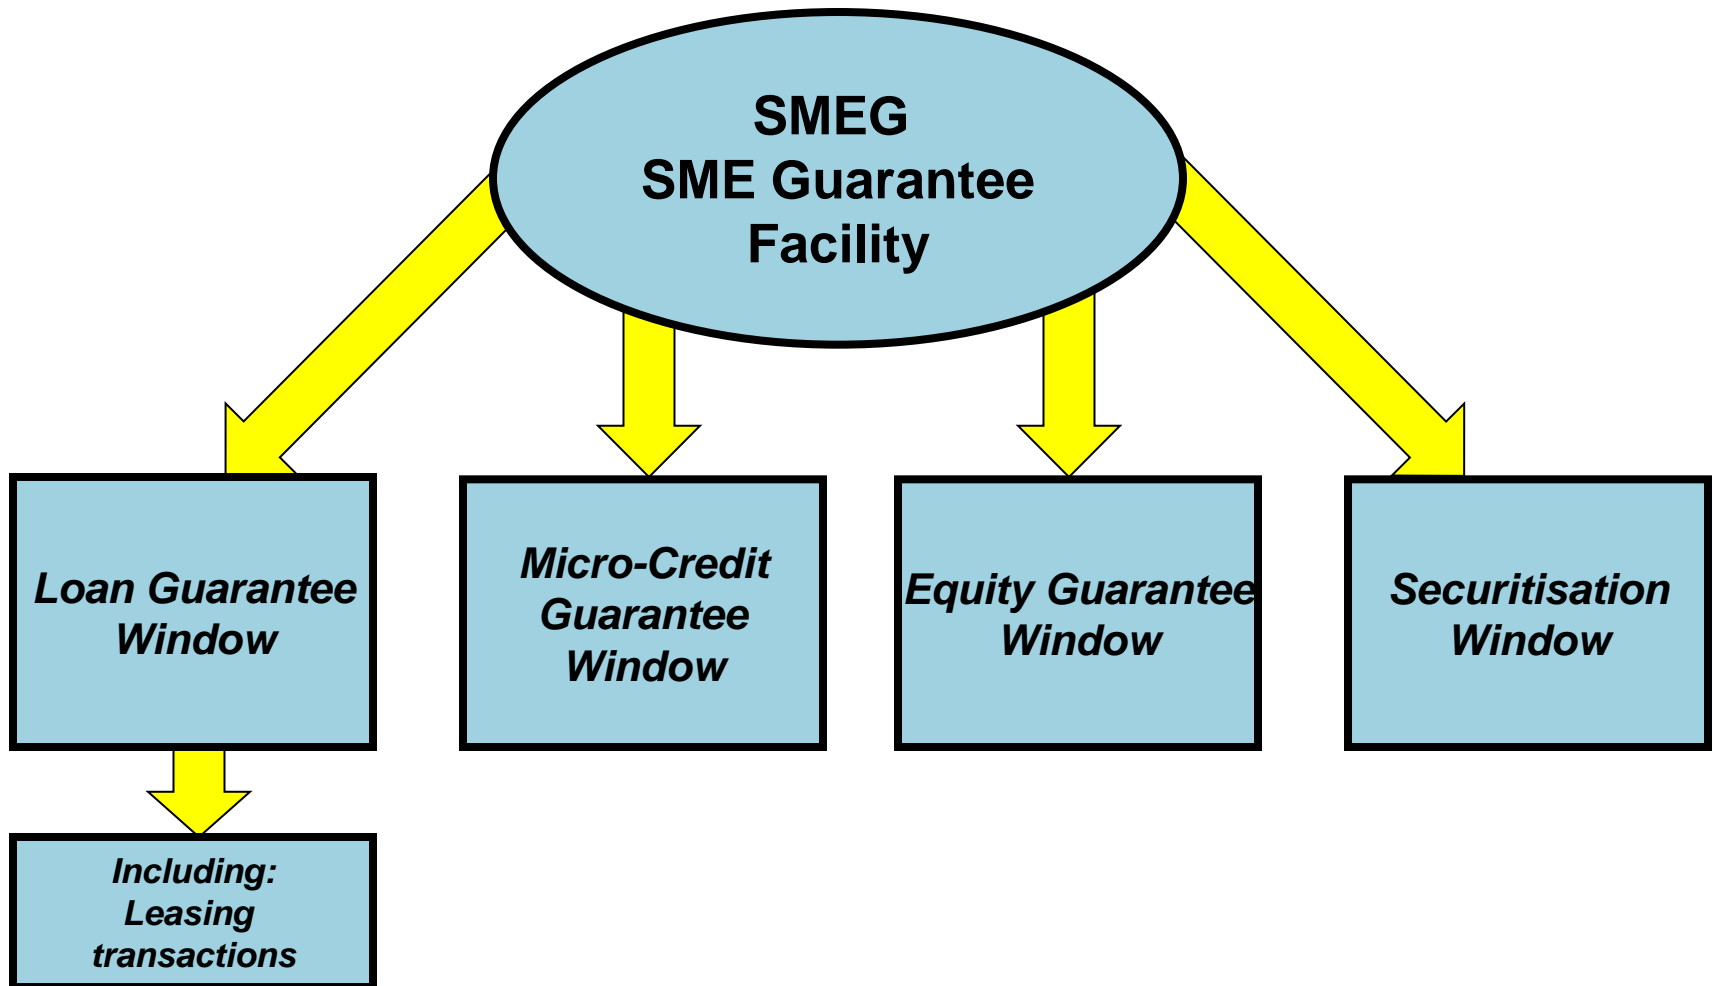 SMEG
SME Guarantee
Facility
Loan Guarantee
Window
Micro-Credit
Guarantee
Window
Equity Guarantee
Window
Securitisation
Window
Including:
Leasing
transactions